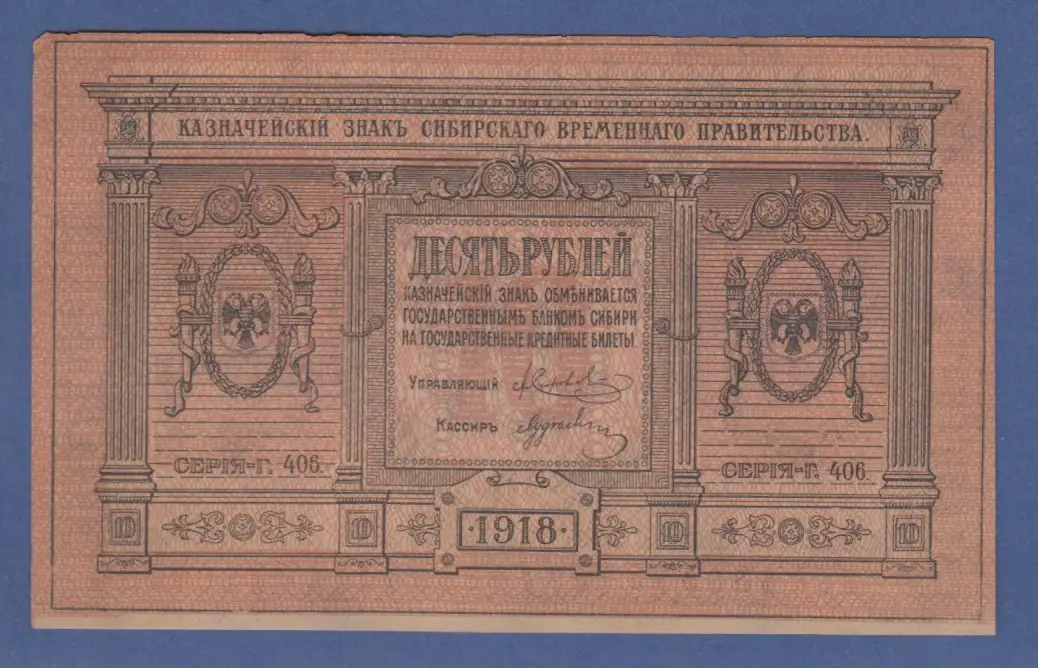 КАЗНАЧЕЙСКІЙ ЗНАКЪ СИБИРСКАГО ВРЕМЕННАГО ПРАВИТЕЛЬСТВА.
ДЕСЯТЬ РУБЛЕЙ
КАЗНАЧЕЙСКІЙ ЗНАКЪ ОБМѢНИВАЕТСЯ
ГОСУДАРСТВЕННЫМЪ БАНКОМЪ СИБИРИ
НА ГОСУДАРСТВЕННЫЕ КРЕДИТНЫЕ БИЛЕТЫ.
УПРАВЛЯЮЩІЙ
КАССИРЪ
СЕРІЯ-Г. 406. СЕРІЯ-Г. 406.
10 10 ·1918· 10 10